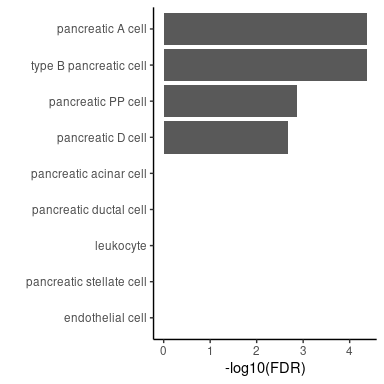 pancreatic A cell
type B pancreatic cell
pancreatic PP cell
pancreatic D cell
pancreatic acinar cell
pancreatic ductal cell
leukocyte
pancreatic stellate cell
endothelial cell
0 1 2 3 4
-log10(FDR)